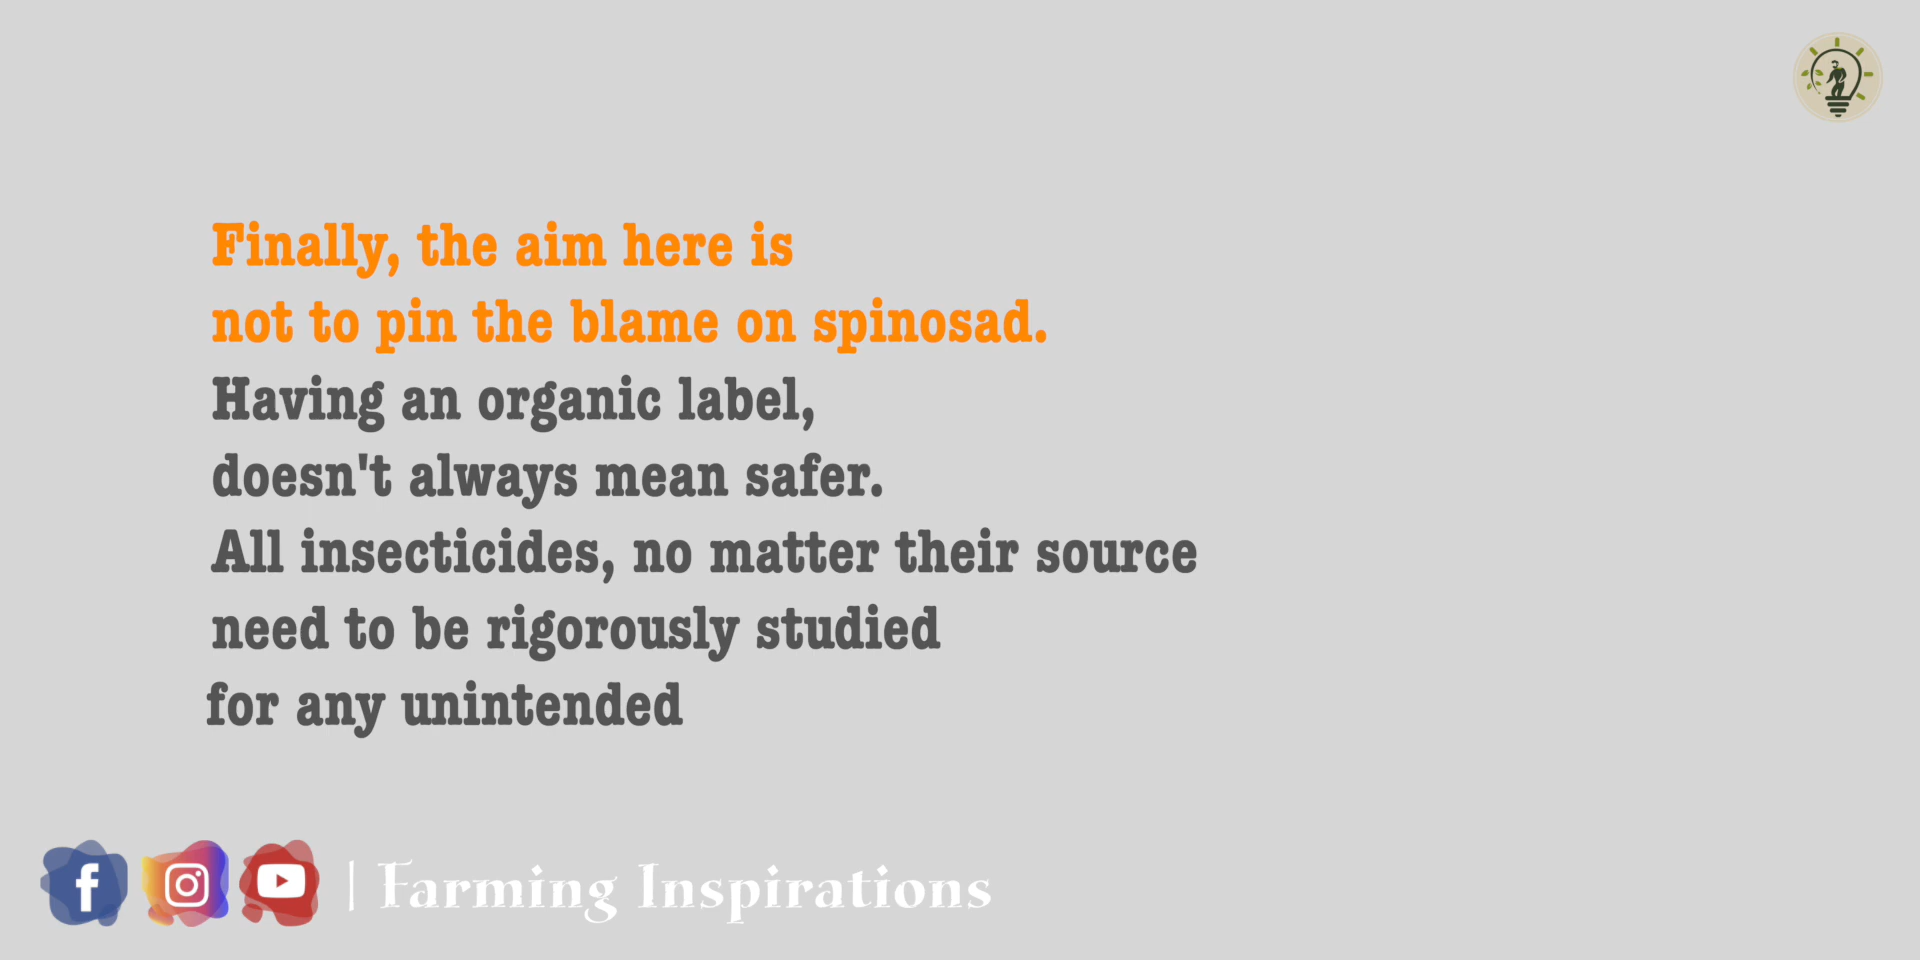 Finally, the aim here is
not to pin the blame on spinosad.
Having an organic label,
doesn't always mean safer.
All insecticides, no matter their source
need to be rigorously studied
for any unintended
| Farming Inspirations